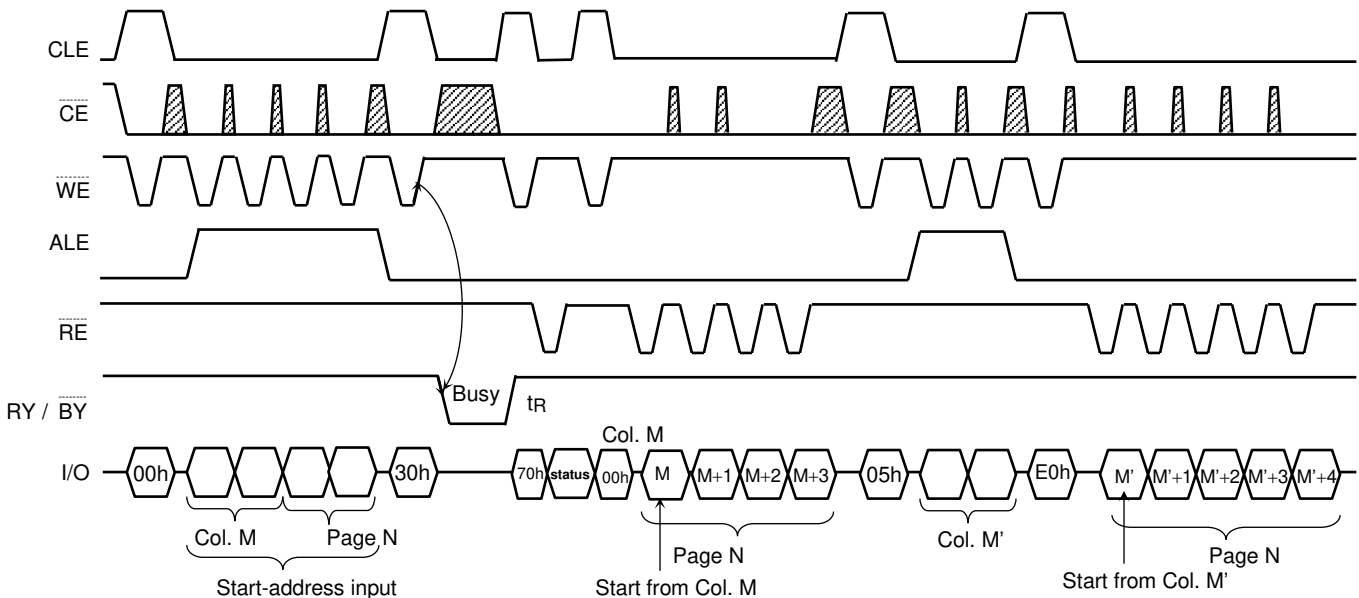 CLE
CE
WE
ALE
RE
RY / BY
Busy
tR
Col. M
I/O
00h
30h
70h
status
00h
M
M+1
M+2
M+3
05h
E0h
M'
M'+1
M'+2
M'+3
M'+4
Col. M
Page N
Start-address input
Page N
Start from Col. M
Col. M'
Page N
Start from Col. M'